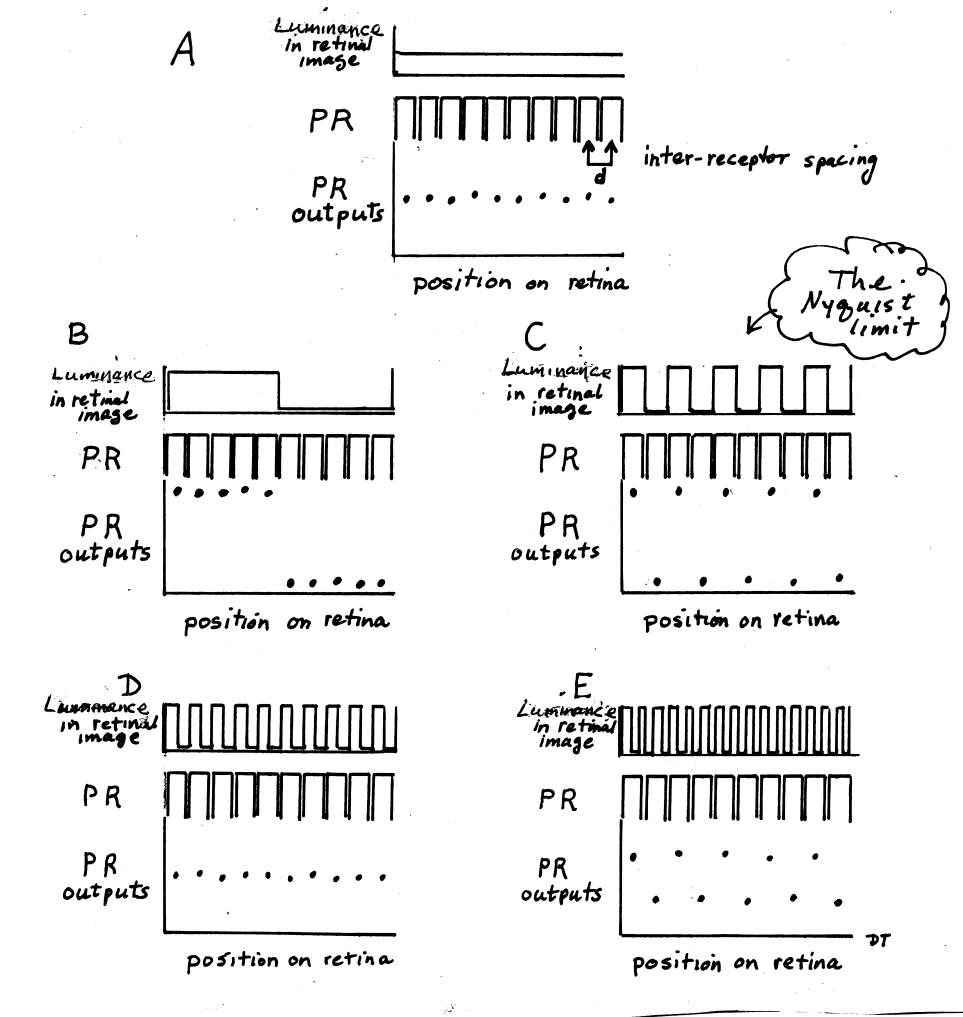 A
Luminance
in retinal
image
PR
inter-receptor spacing
d
PR
outputs
position on retina
The
Nyquist
limit
B
Luminance
in retinal
image
PR
PR
outputs
position on retina
C
Luminance
in retinal
image
PR
PR
outputs
position on retina
D
Luminance
in retinal
image
PR
PR
outputs
position on retina
E
Luminance
in retinal
image
PR
PR
outputs
DT
position on retina